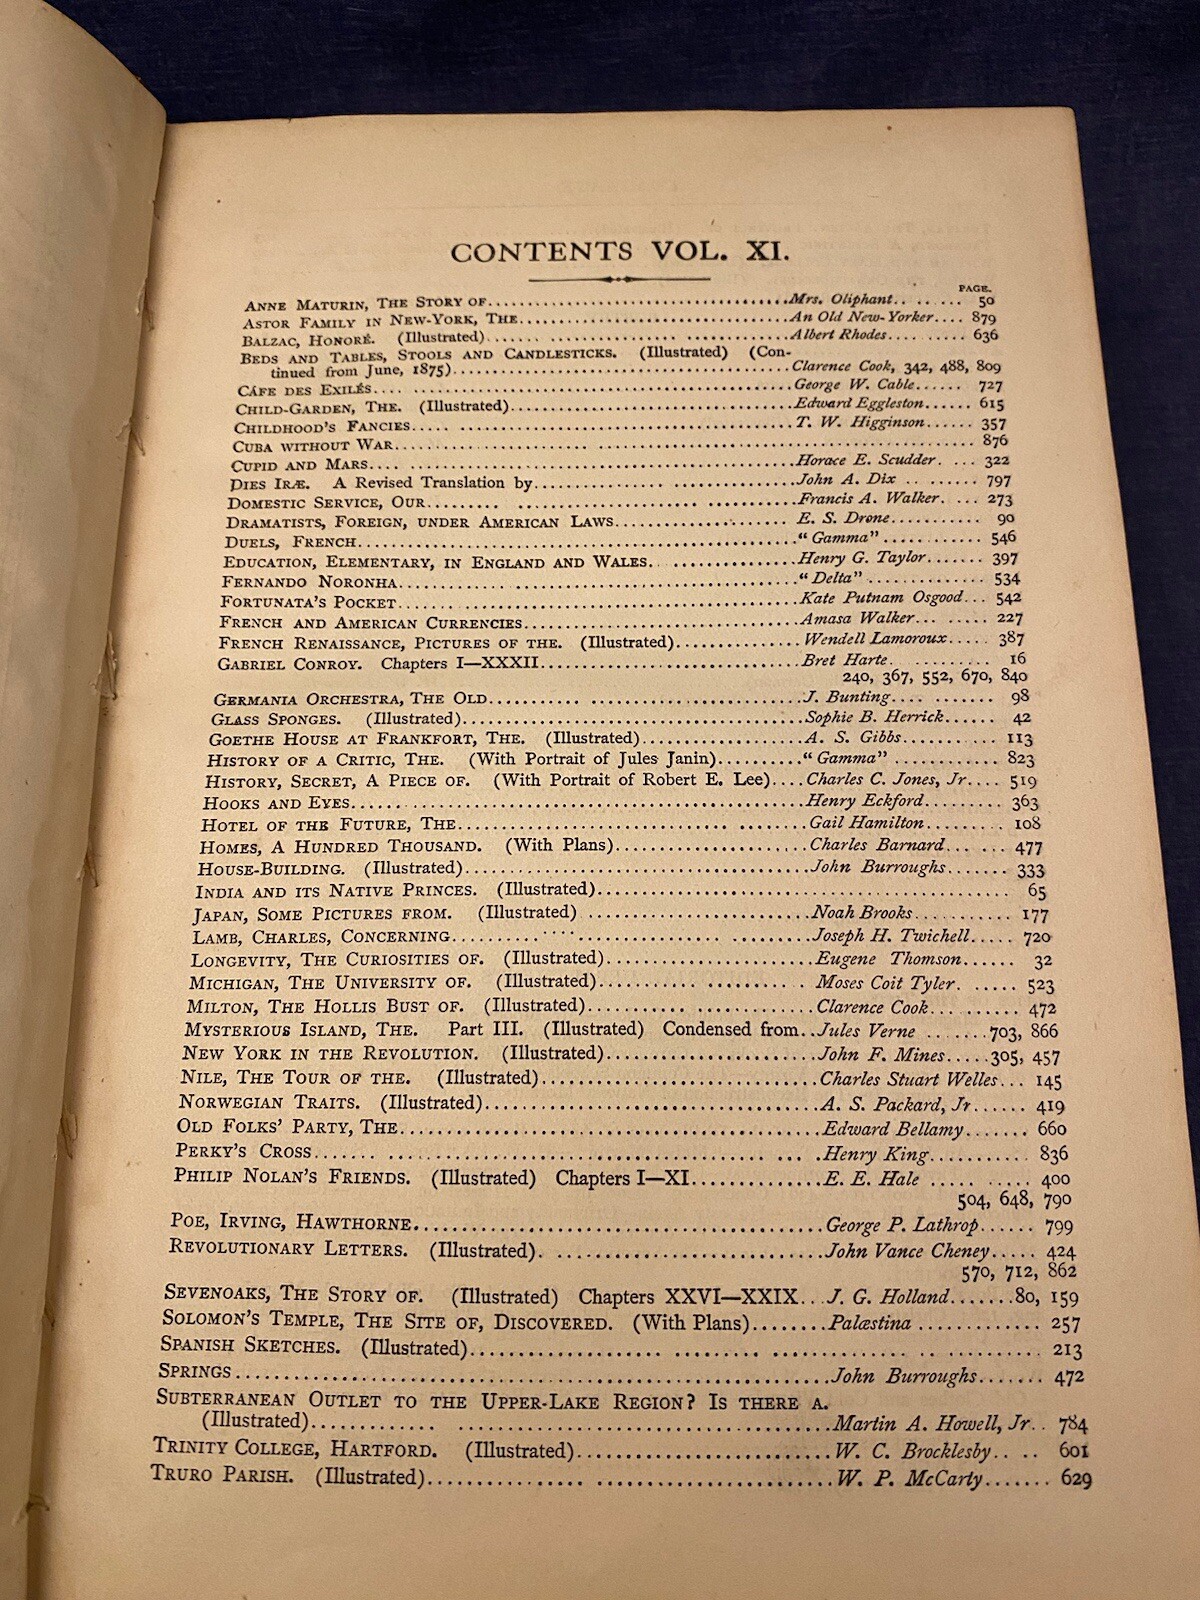 CONTENTS VOL. XI.
PAGE.
ANNE MATURIN, THE STORY OF........Mrs. Oliphant........50
ASTOR FAMILY IN NEW-YORK, THE........An Old New-Yorker....879
BALZAC, HONORÉ. (Illustrated)........Albert Rhodes........636
BEDS AND TABLES, STOOLS AND CANDLESTICKS. (Illustrated) (Con-
tinued from June, 1875)........Clarence Cook, 342, 488, 809
CÁFE DES EXILÉS........George W. Cable......727
CHILD-GARDEN, THE. (Illustrated)........Edward Eggleston......615
CHILDHOOD'S FANCIES........T. W. Higginson......357
CUBA WITHOUT WAR........876
CUPID AND MARS........Horace E. Scudder....322
DIES IRÆ. A Revised Translation by........John A. Dix........797
DOMESTIC SERVICE, OUR........Francis A. Walker....273
DRAMATISTS, FOREIGN, UNDER AMERICAN LAWS........E. S. Drone........90
DUELS, FRENCH........"Gamma"........546
EDUCATION, ELEMENTARY, IN ENGLAND AND WALES........Henry G. Taylor......397
FERNANDO NORONHA........"Delta"........534
FORTUNATA'S POCKET........Kate Putnam Osgood...542
FRENCH AND AMERICAN CURRENCIES........Amasa Walker........227
FRENCH RENAISSANCE, PICTURES OF THE. (Illustrated)........Wendell Lamoroux.....387
GABRIEL CONROY. Chapters I—XXXII........Bret Harte........16
240, 367, 552, 670, 840
GERMANIA ORCHESTRA, THE OLD........J. Bunting........98
GLASS SPONGES. (Illustrated)........Sophie B. Herrick......42
GOETHE HOUSE AT FRANKFORT, THE. (Illustrated)........A. S. Gibbs........113
HISTORY OF A CRITIC, THE. (With Portrait of Jules Janin)........"Gamma"........823
HISTORY, SECRET, A PIECE OF. (With Portrait of Robert E. Lee)....Charles C. Jones, Jr....519
HOOKS AND EYES........Henry Eckford........363
HOTEL OF THE FUTURE, THE........Gail Hamilton........108
HOMES, A HUNDRED THOUSAND. (With Plans)........Charles Barnard........477
HOUSE-BUILDING. (Illustrated)........John Burroughs........333
INDIA AND ITS NATIVE PRINCES. (Illustrated)........65
JAPAN, SOME PICTURES FROM. (Illustrated)........Noah Brooks........177
LAMB, CHARLES, CONCERNING........Joseph H. Twichell.....720
LONGEVITY, THE CURIOSITIES OF. (Illustrated)........Eugene Thomson......32
MICHIGAN, THE UNIVERSITY OF. (Illustrated)........Moses Coit Tyler......523
MILTON, THE HOLLIS BUST OF. (Illustrated)........Clarence Cook........472
MYSTERIOUS ISLAND, THE. Part III. (Illustrated) Condensed from..Jules Verne........703, 866
NEW YORK IN THE REVOLUTION. (Illustrated)........John F. Mines.....305, 457
NILE, THE TOUR OF THE. (Illustrated)........Charles Stuart Welles...145
NORWEGIAN TRAITS. (Illustrated)........A. S. Packard, Jr......419
OLD FOLKS' PARTY, THE........Edward Bellamy.......660
PERKY'S CROSS........Henry King........836
PHILIP NOLAN'S FRIENDS. (Illustrated) Chapters I—XI........E. E. Hale........400
504, 648, 790
POE, IRVING, HAWTHORNE........George P. Lathrop......799
REVOLUTIONARY LETTERS. (Illustrated)........John Vance Cheney.....424
570, 712, 862
SEVENOAKS, THE STORY OF. (Illustrated) Chapters XXVI—XXIX...J. G. Holland.......80, 159
SOLOMON'S TEMPLE, THE SITE OF, DISCOVERED. (With Plans)........Palæstina........257
SPANISH SKETCHES. (Illustrated)........213
SPRINGS........John Burroughs.......472
SUBTERRANEAN OUTLET TO THE UPPER-LAKE REGION? IS THERE A.
(Illustrated)........Martin A. Howell, Jr..784
TRINITY COLLEGE, HARTFORD. (Illustrated)........W. C. Brocklesby....601
TRURO PARISH. (Illustrated)........W. P. McCarty.......629